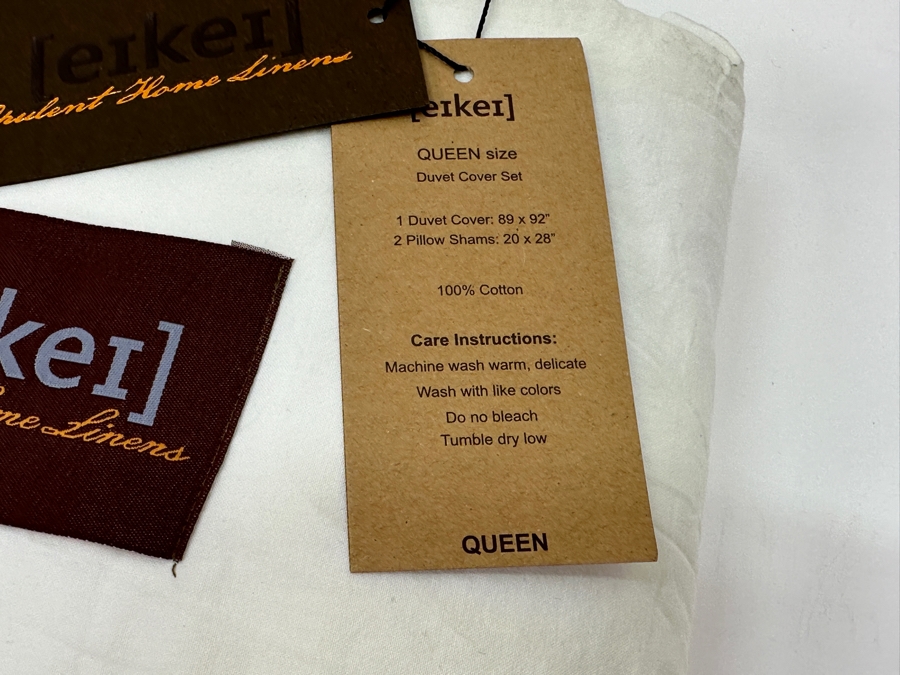 [eɪkeɪ]
pulent Home Linens
[eɪkeɪ]
QUEEN size
Duvet Cover Set
1 Duvet Cover: 89 x 92”
2 Pillow Shams: 20 x 28”
100% Cotton
Care Instructions:
Machine wash warm, delicate
Wash with like colors
Do no bleach
Tumble dry low
QUEEN
keɪ]
me Linens